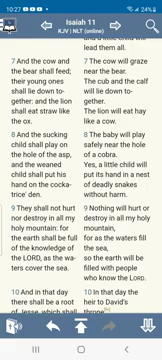 10:27
54%
Isaiah 11
KJV | NLT (online)
and a little child will
lead them all.
7 And the cow and
the bear shall feed;
their young ones
shall lie down to-
gether: and the lion
shall eat straw like
the ox.
7 The cow will graze
near the bear.
The cub and the calf
will lie down to-
gether.
The lion will eat hay
like a cow.
8 And the sucking
child shall play on
the hole of the asp,
and the weaned
child shall put his
hand on the cocka-
trice' den.
8 The baby will play
safely near the hole
of a cobra.
Yes, a little child will
put its hand in a nest
of deadly snakes
without harm.
9 They shall not hurt
nor destroy in all my
holy mountain: for
the earth shall be full
of the knowledge of
the LORD, as the wa-
ters cover the sea.
9 Nothing will hurt or
destroy in all my holy
mountain,
for as the waters fill
the sea,
so the earth will be
filled with people
who know the LORD.
10 And in that day
there shall be a root
of Jesse, which shall
10 In that day the
heir to David's
throne